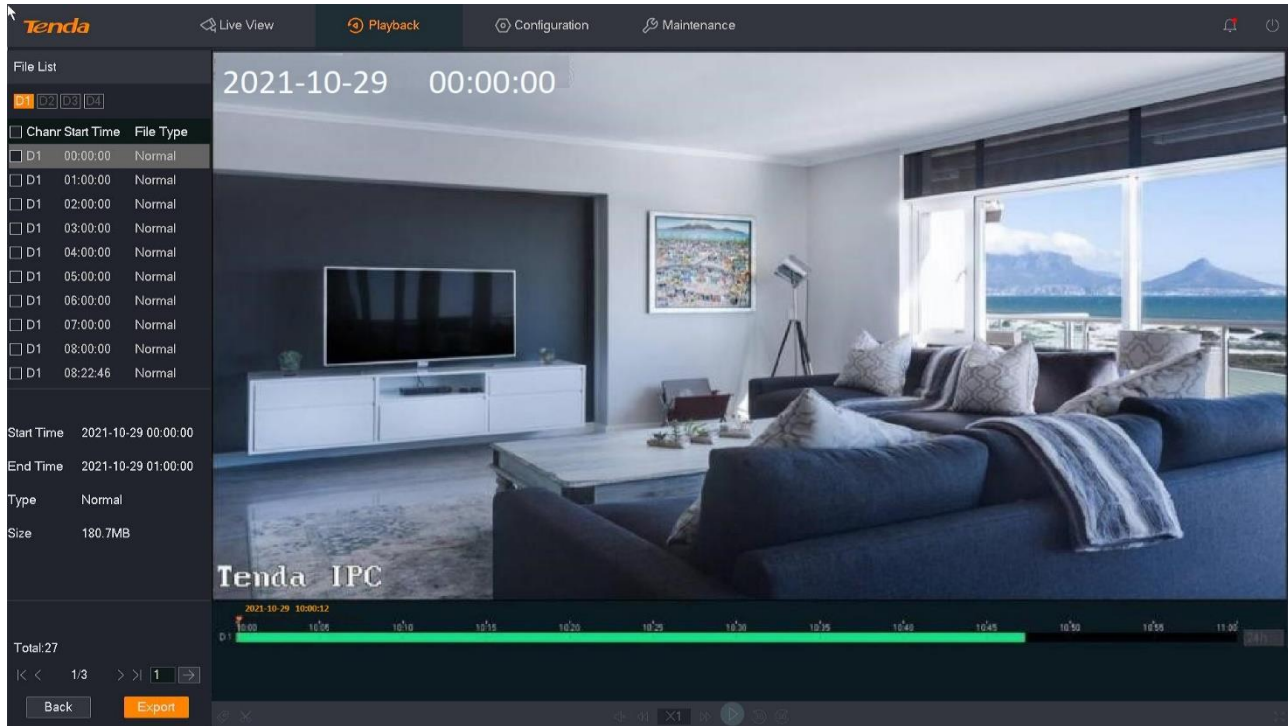 Tenda Live View Playback Configuration Maintenance
File List
D1 D2 D3 D4
Chanr Start Time File Type
D1 00:00:00 Normal
D1 01:00:00 Normal
D1 02:00:00 Normal
D1 03:00:00 Normal
D1 04:00:00 Normal
D1 05:00:00 Normal
D1 06:00:00 Normal
D1 07:00:00 Normal
D1 08:00:00 Normal
D1 08:22:46 Normal
Start Time 2021-10-29 00:00:00
End Time 2021-10-29 01:00:00
Type Normal
Size 180.7MB
Total:27
1/3 1
Back Export
2021-10-29 00:00:00
Tenda IPC
2021-10-29 10:00:12
10:00 10:05 10:10 10:15 10:20 10:25 10:30 10:35 10:40 10:45 10:50 10:55 11:00
D1 24h
X1